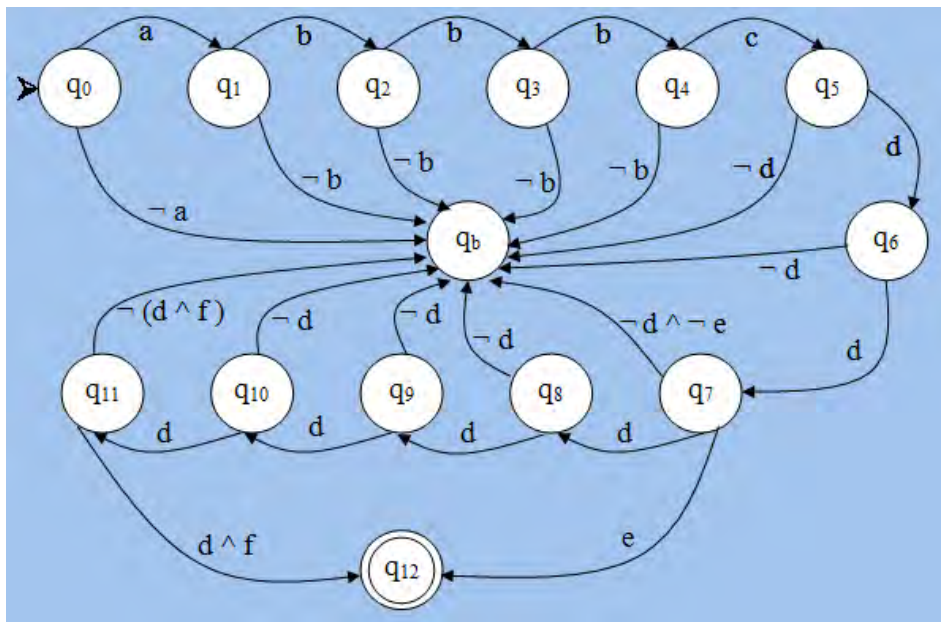 a b b b c
q0 q1 q2 q3 q4 q5
d
¬ b ¬ b ¬ b ¬ b ¬ d
¬ a
qb q6
¬ d
¬ (d ^ f ) ¬ d ¬ d ¬ d ¬ d ^ ¬ e
d
q11 q10 q9 q8 q7
d d d d
d ^ f e
q12